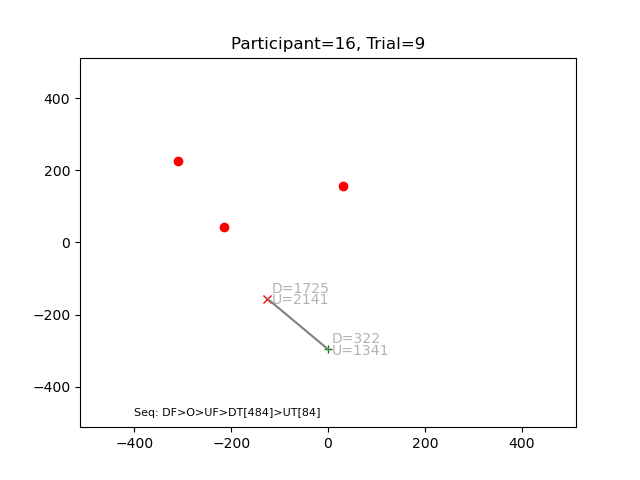 Participant=16, Trial=9
400
200
0
−200
−400
D=1725
U=2141
D=322
U=1341
Seq: DF>O>UF>DT[484]>UT[84]
−400
−200
0
200
400